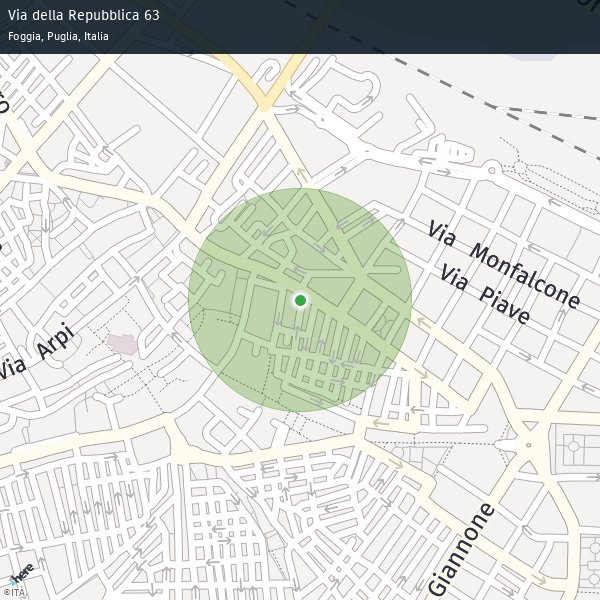 Via della Repubblica 63
Foggia, Puglia, Italia
Via Monfalcone
Via Piave
Via Arpi
Giannone
here
©ITA